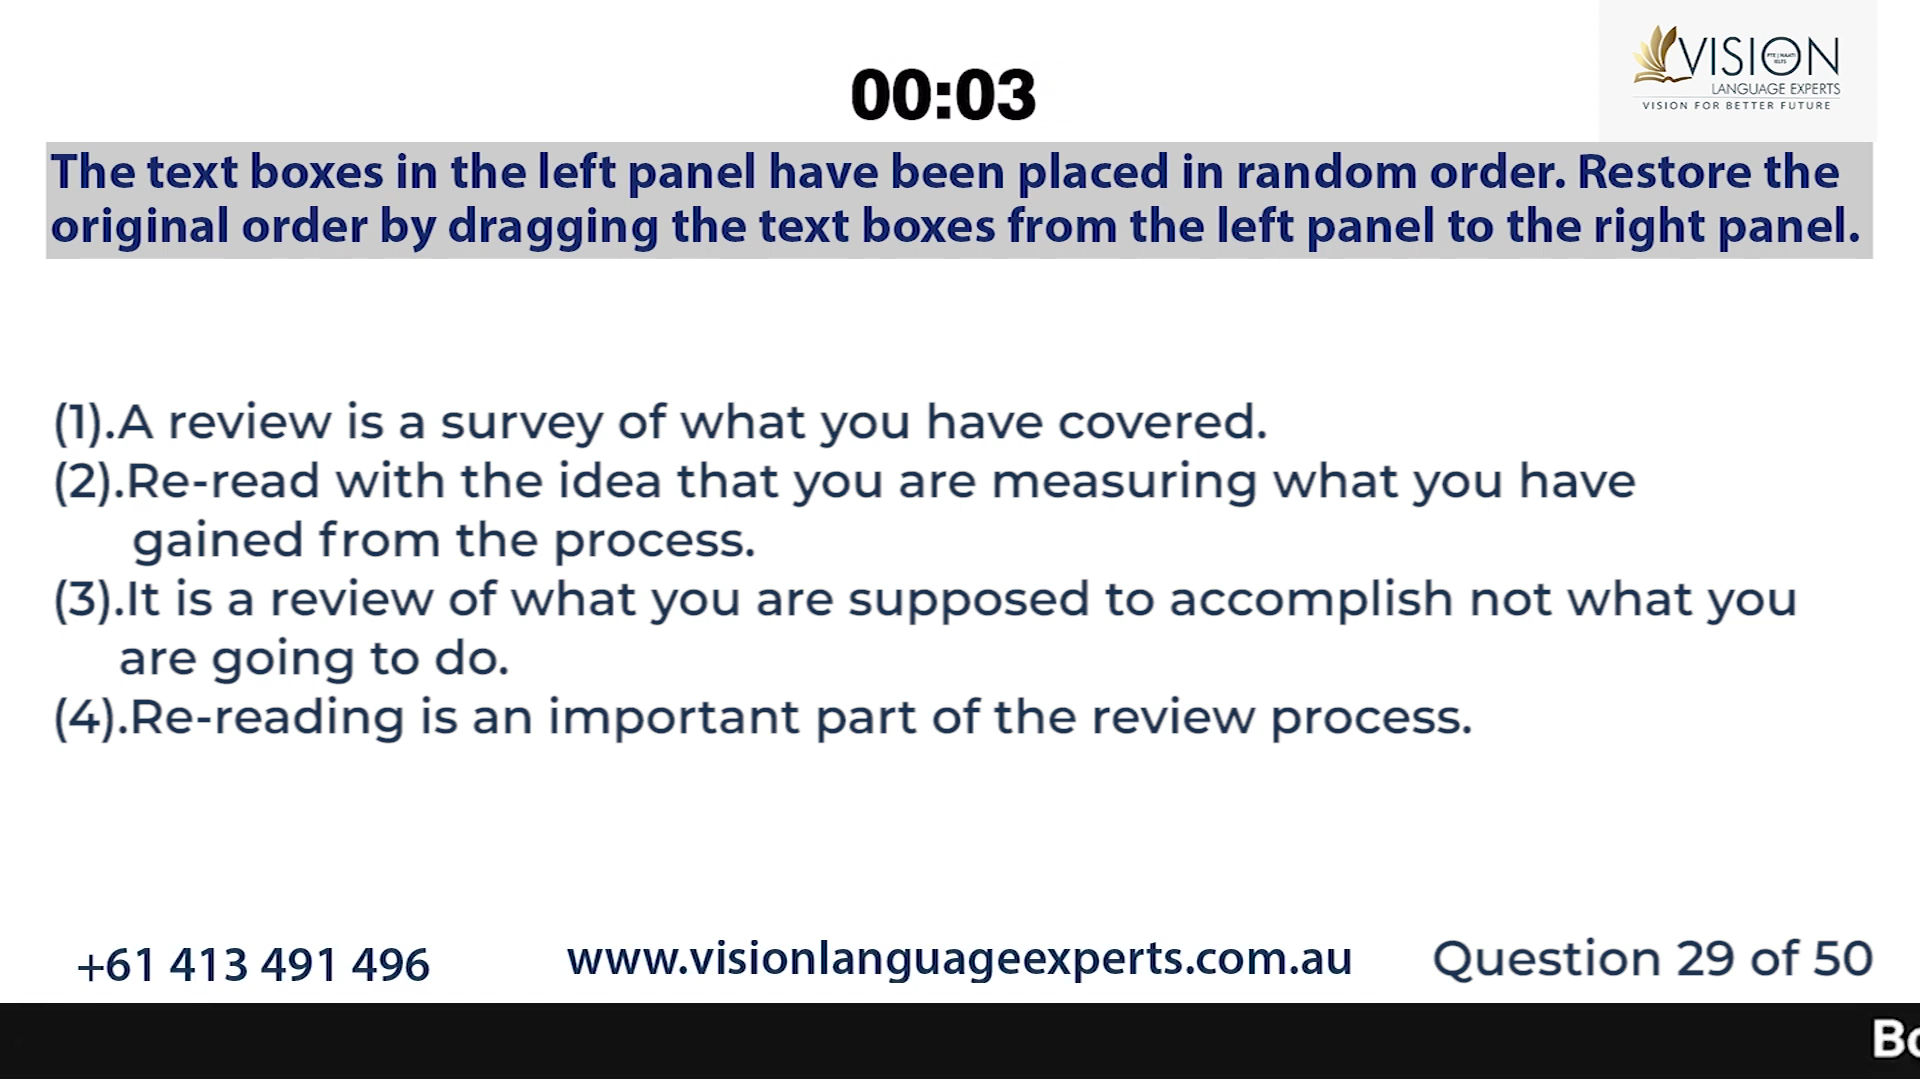 00:03
VISION
PTE | NAATI
IELTS
LANGUAGE EXPERTS
VISION FOR BETTER FUTURE
The text boxes in the left panel have been placed in random order. Restore the
original order by dragging the text boxes from the left panel to the right panel.
(1).A review is a survey of what you have covered.
(2).Re-read with the idea that you are measuring what you have
gained from the process.
(3).It is a review of what you are supposed to accomplish not what you
are going to do.
(4).Re-reading is an important part of the review process.
+61 413 491 496
www.visionlanguageexperts.com.au
Question 29 of 50